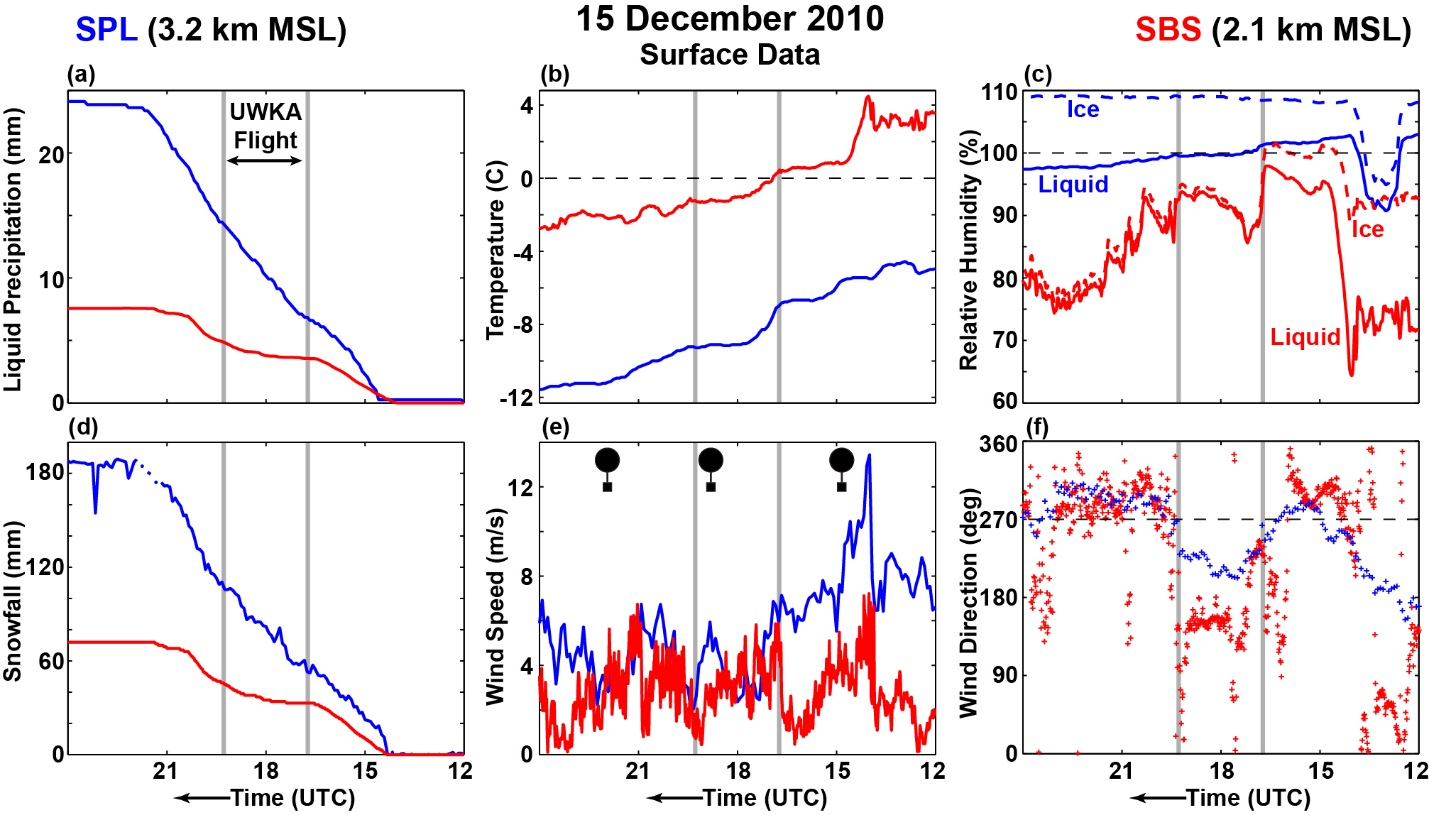 SPL (3.2 km MSL)
15 December 2010
Surface Data
SBS (2.1 km MSL)
(a)
Liquid Precipitation (mm)
20
10
0
UWKA
Flight
(b)
Temperature (C)
4
0
-4
-8
-12
(c)
Relative Humidity (%)
110
100
90
80
70
60
Ice
Liquid
Ice
Liquid
(d)
Snowfall (mm)
180
120
60
0
21 18 15 12
Time (UTC)
(e)
Wind Speed (m/s)
12
8
4
0
21 18 15 12
Time (UTC)
(f)
Wind Direction (deg)
360
270
180
90
0
21 18 15 12
Time (UTC)